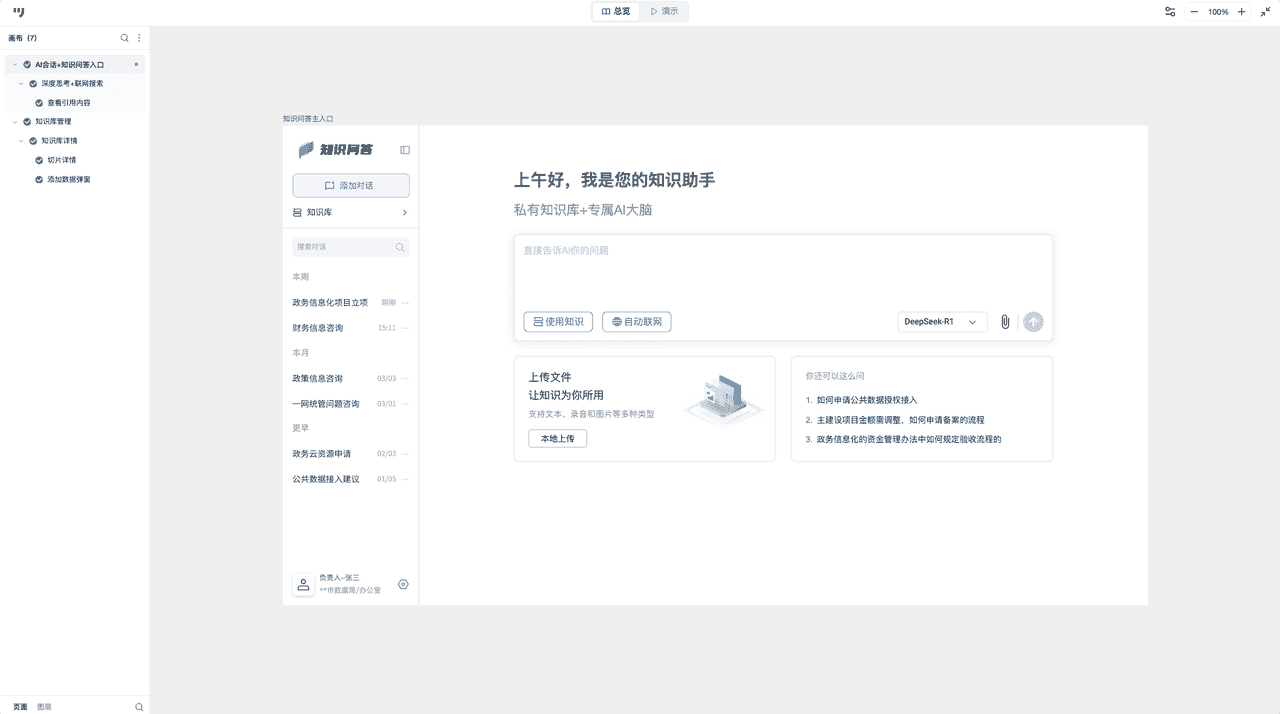 总览
演示
100%
画布 (7)
AI会话+知识问答入口
深度思考+联网搜索
查看引用内容
知识库管理
知识库详情
切片详情
添加数据弹窗
页面
图层
知识问答主入口
知识问答
添加对话
知识库
搜索对话
本周
政务信息化项目立项 刚刚
财务信息咨询 15:11
本月
政策信息咨询 03/03
一网统管问题咨询 03/01
更早
政务云资源申请 02/03
公共数据接入建议 01/05
负责人-张三
**市数据局/办公室
上午好，我是您的知识助手
私有知识库+专属AI大脑
直接告诉AI你的问题
使用知识
自动联网
DeepSeek-R1
上传文件
让知识为你所用
支持文本、录音和图片等多种类型
本地上传
你还可以这么问
1. 如何申请公共数据授权接入
2. 主建设项目金额需调整，如何申请备案的流程
3. 政务信息化的资金管理办法中如何规定验收流程的